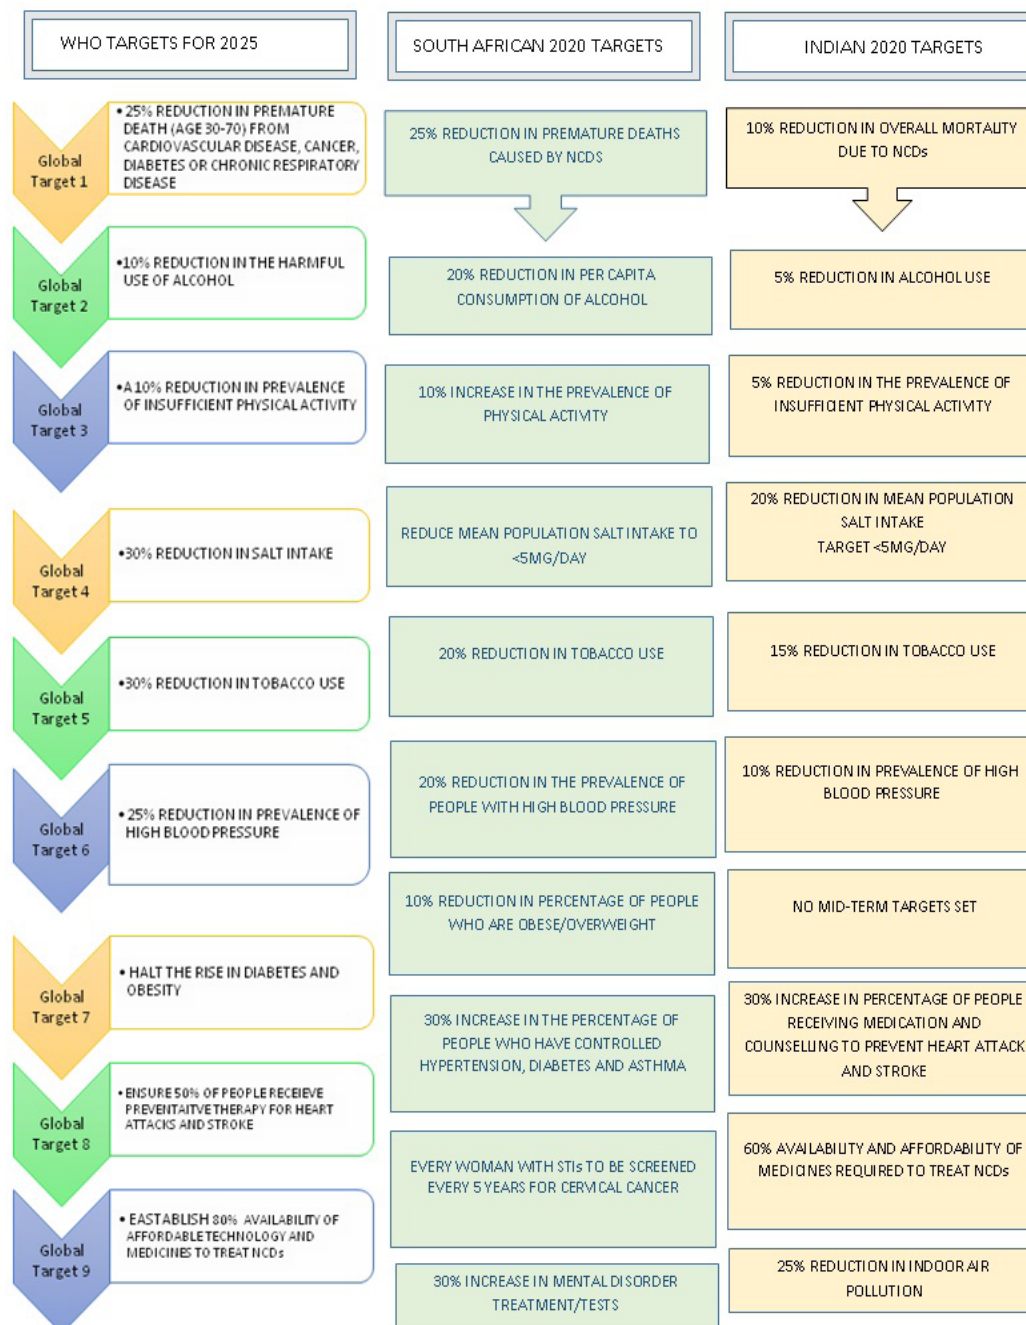 WHO TARGETS FOR 2025
SOUTH AFRICAN 2020 TARGETS
INDIAN 2020 TARGETS
Global
Target 1
•25% REDUCTION IN PREMATURE
DEATH (AGE 30-70) FROM
CARDIOVASCULAR DISEASE, CANCER,
DIABETES OR CHRONIC RESPIRATORY
DISEASE
25% REDUCTION IN PREMATURE DEATHS
CAUSED BY NCDS
10% REDUCTION IN OVERALL MORTALITY
DUE TO NCDs
Global
Target 2
•10% REDUCTION IN THE HARMFUL
USE OF ALCOHOL
20% REDUCTION IN PER CAPITA
CONSUMPTION OF ALCOHOL
5% REDUCTION IN ALCOHOL USE
Global
Target 3
•A 10% REDUCTION IN PREVALENCE
OF INSUFFICIENT PHYSICAL ACTIVITY
10% INCREASE IN THE PREVALENCE OF
PHYSICAL ACTIVITY
5% REDUCTION IN THE PREVALENCE OF
INSUFFICIENT PHYSICAL ACTIVITY
Global
Target 4
•30% REDUCTION IN SALT INTAKE
REDUCE MEAN POPULATION SALT INTAKE TO
<5MG/DAY
20% REDUCTION IN MEAN POPULATION
SALT INTAKE
TARGET <5MG/DAY
Global
Target 5
•30% REDUCTION IN TOBACCO USE
20% REDUCTION IN TOBACCO USE
15% REDUCTION IN TOBACCO USE
Global
Target 6
•25% REDUCTION IN PREVALENCE OF
HIGH BLOOD PRESSURE
20% REDUCTION IN THE PREVALENCE OF
PEOPLE WITH HIGH BLOOD PRESSURE
10% REDUCTION IN PREVALENCE OF HIGH
BLOOD PRESSURE
10% REDUCTION IN PERCENTAGE OF PEOPLE
WHO ARE OBESE/OVERWEIGHT
NO MID-TERM TARGETS SET
Global
Target 7
• HALT THE RISE IN DIABETES AND
OBESITY
30% INCREASE IN THE PERCENTAGE OF
PEOPLE WHO HAVE CONTROLLED
HYPERTENSION, DIABETES AND ASTHMA
30% INCREASE IN PERCENTAGE OF PEOPLE
RECEIVING MEDICATION AND
COUNSELLING TO PREVENT HEART ATTACK
AND STROKE
Global
Target 8
•ENSURE 50% OF PEOPLE RECEIEVE
PREVENTAITVE THERAPY FOR HEART
ATTACKS AND STROKE
EVERY WOMAN WITH STIs TO BE SCREENED
EVERY 5 YEARS FOR CERVICAL CANCER
60% AVAILABILITY AND AFFORDABILITY OF
MEDICINES REQUIRED TO TREAT NCDs
Global
Target 9
• EASTABLISH 80% AVAILABILITY OF
AFFORDABLE TECHNOLOGY AND
MEDICINES TO TREAT NCDs
30% INCREASE IN MENTAL DISORDER
TREATMENT/TESTS
25% REDUCTION IN INDOOR AIR
POLLUTION